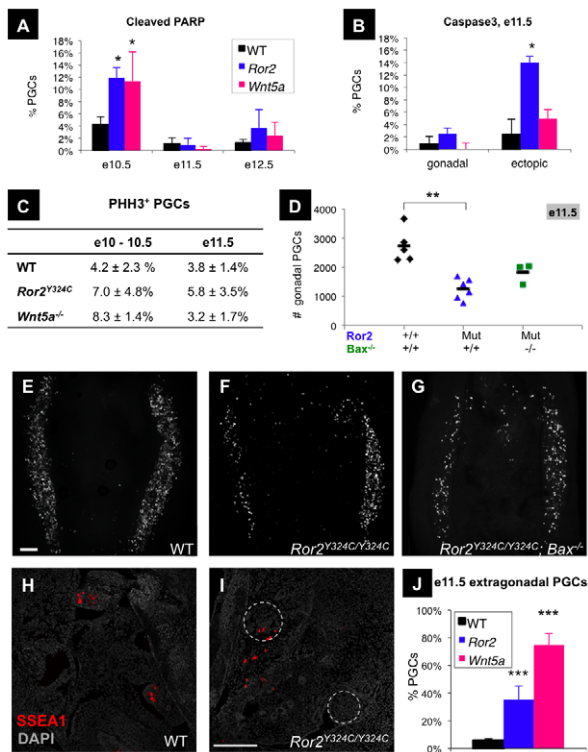 A
Cleaved PARP
% PGCs
18%
16%
14%
12%
10%
8%
6%
4%
2%
0%
*
*
WT
Ror2
Wnt5a
e10.5
e11.5
e12.5
B
Caspase3, e11.5
% PGCs
18%
16%
14%
12%
10%
8%
6%
4%
2%
0%
*
gonadal
ectopic
C
PHH3+ PGCs
e10 - 10.5
e11.5
WT
4.2 ± 2.3 %
3.8 ± 1.4%
Ror2Y324C
7.0 ± 4.8%
5.8 ± 3.5%
Wnt5a-/-
8.3 ± 1.4%
3.2 ± 1.7%
D
e11.5
**
# gonadal PGCs
4000
3000
2000
1000
0
Ror2 +/+ Mut Mut
Bax-/- +/+ +/+ -/-
E
WT
F
Ror2Y324C/Y324C
G
Ror2Y324C/Y324C; Bax-/-
H
SSEA1
DAPI
WT
I
Ror2Y324C/Y324C
J
e11.5 extragonadal PGCs
% PGCs
100%
80%
60%
40%
20%
0%
WT
Ror2
Wnt5a
***
***